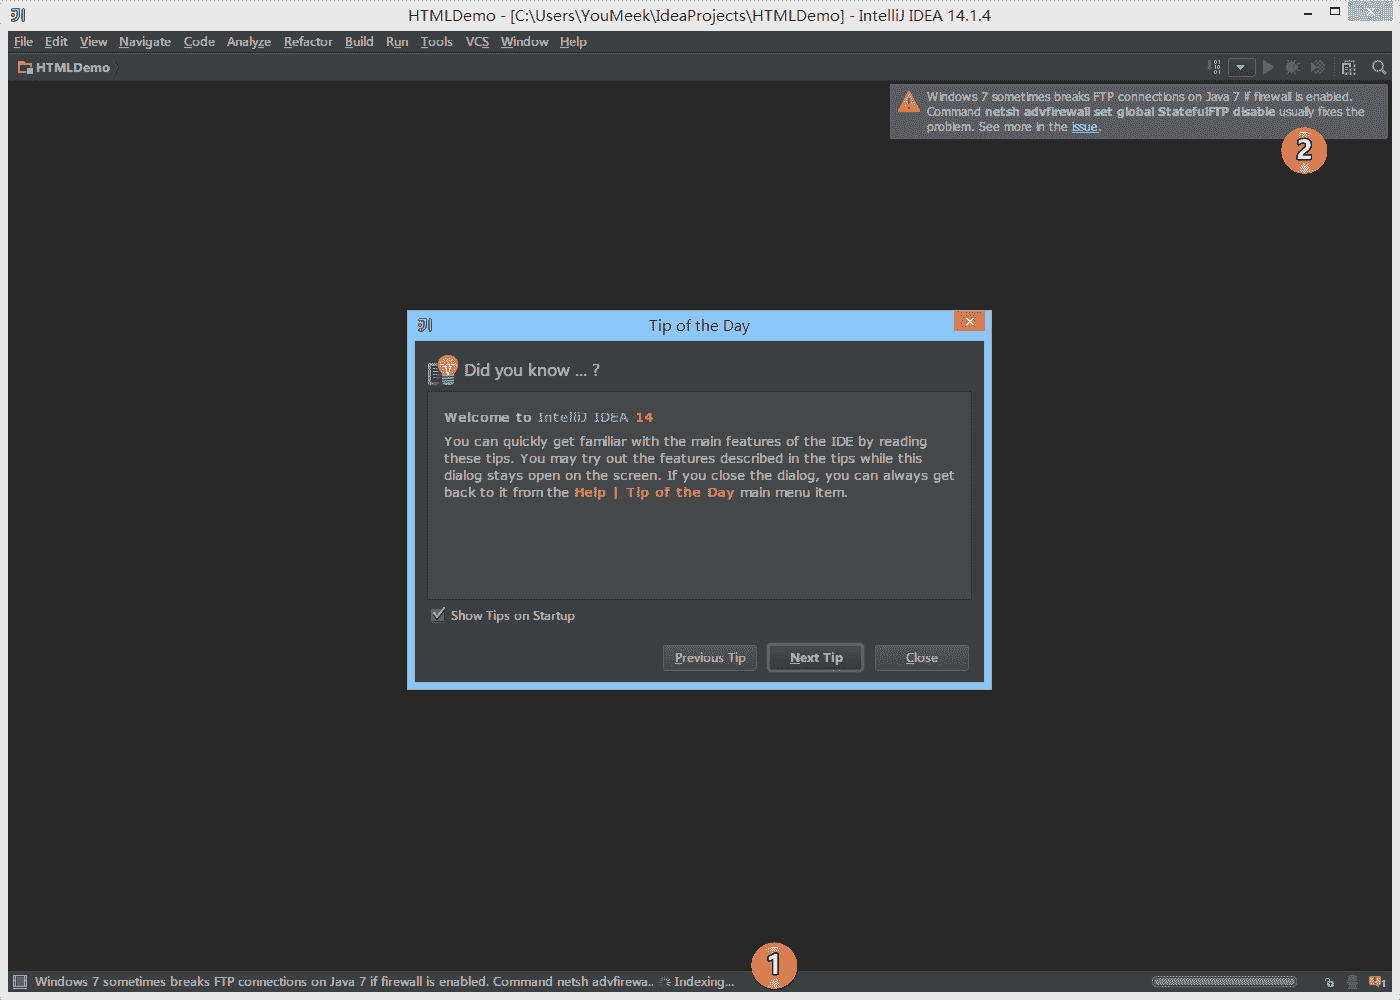 HTMLDemo - [C:\Users\YouMeek\IdeaProjects\HTMLDemo] - IntelliJ IDEA 14.1.4
File Edit View Navigate Code Analyze Refactor Build Run Tools VCS Window Help
HTMLDemo
Windows 7 sometimes breaks FTP connections on Java 7 if firewall is enabled.
Command netsh advfirewall set global StatefulFTP disable usually fixes the
problem. See more in the issue.
2
Tip of the Day
Did you know ... ?
Welcome to IntelliJ IDEA 14
You can quickly get familiar with the main features of the IDE by reading
these tips. You may try out the features described in the tips while this
dialog stays open on the screen. If you close the dialog, you can always get
back to it from the Help | Tip of the Day main menu item.
Show Tips on Startup
Previous Tip Next Tip Close
1
Windows 7 sometimes breaks FTP connections on Java 7 if firewall is enabled. Command netsh advfirewa.. Indexing...